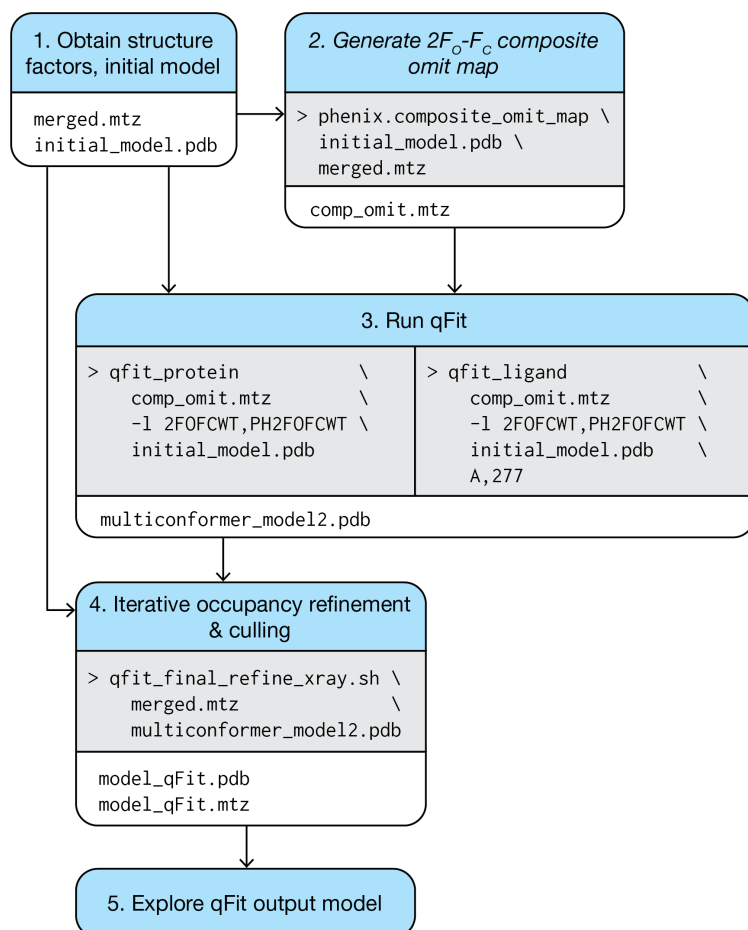 1. Obtain structure
factors, initial model
merged.mtz
initial_model.pdb
2. Generate 2Fo-Fc composite
omit map
> phenix.composite_omit_map \
initial_model.pdb \
merged.mtz
comp_omit.mtz
3. Run qFit
> qfit_protein \
comp_omit.mtz \
-l 2FOFCWT,PH2FOFCWT \
initial_model.pdb
> qfit_ligand \
comp_omit.mtz \
-l 2FOFCWT,PH2FOFCWT \
initial_model.pdb \
A,277
multiconformer_model2.pdb
4. Iterative occupancy refinement
& culling
> qfit_final_refine_xray.sh \
merged.mtz \
multiconformer_model2.pdb
model_qFit.pdb
model_qFit.mtz
5. Explore qFit output model